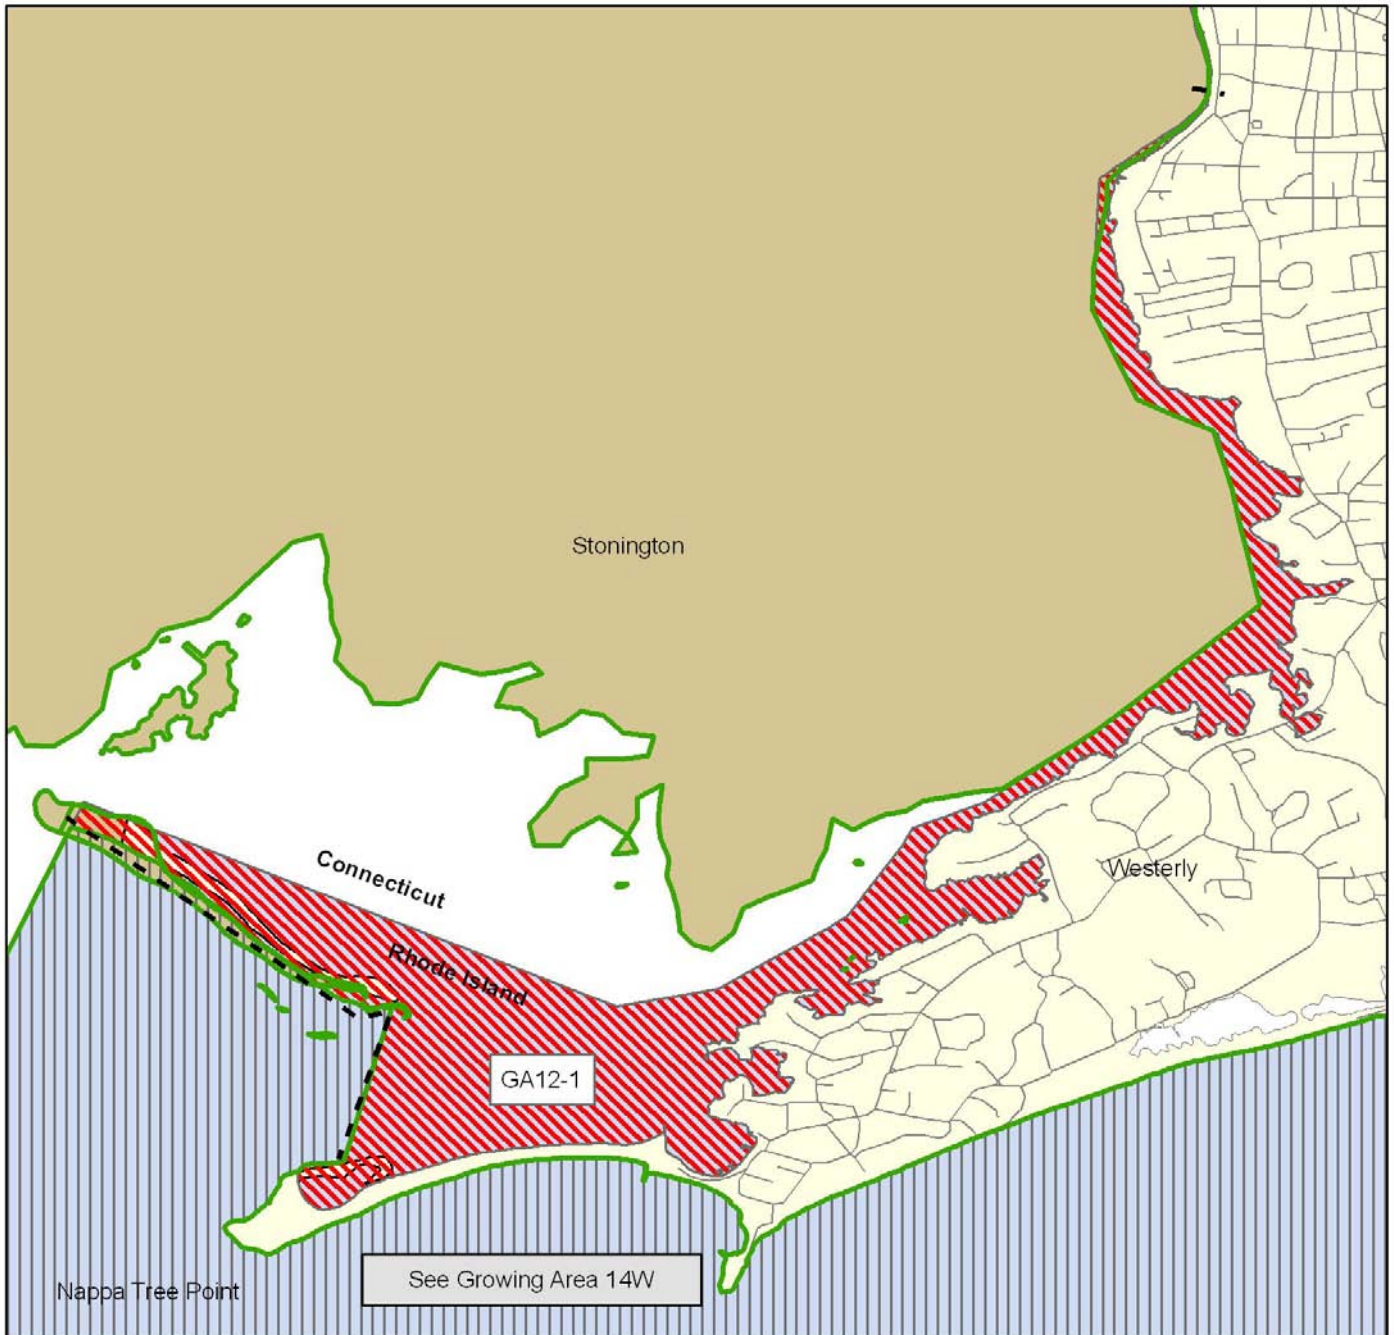 Stonington
Westerly
Connecticut
Rhode Island
GA12-1
See Growing Area 14W
Nappa Tree Point